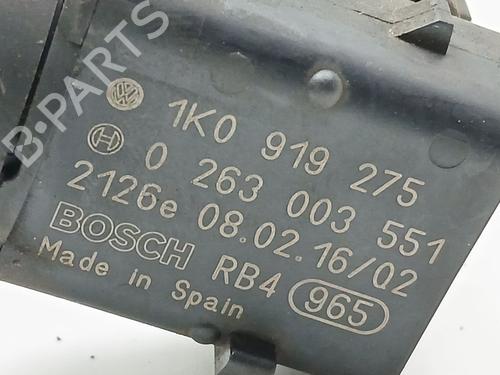 B-PARTS
1K0 919 275
0 263 003 551
2126e 08.02.16/02
BOSCH RB4 965
Made in Spain